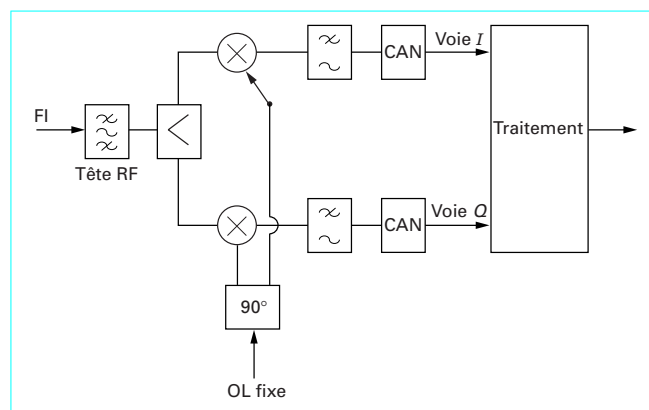 FI
Tête RF
CAN
Voie I
Traitement
CAN
Voie Q
90°
OL fixe